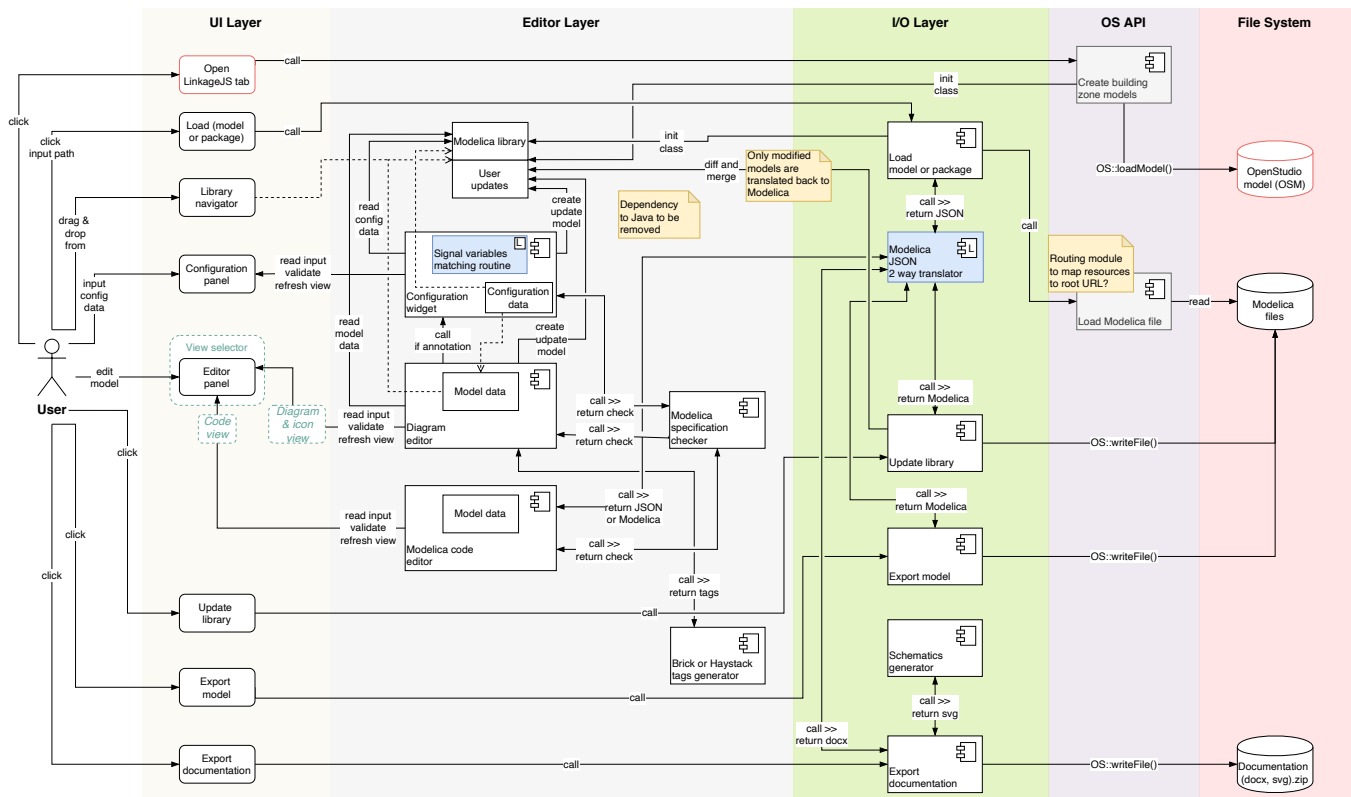 UI Layer
Editor Layer
I/O Layer
OS API
File System
Open
LinkageJS tab
call
Create building
zone models
init
class
click
Load (model
or package)
call
click
input path
Modelica library
User
updates
init
class
diff and
merge
Only modified
models are
translated back to
Modelica
Load
model or package
OS::loadModel()
OpenStudio
model (OSM)
Library
navigator
drag &
drop
from
read
config
data
create
update
model
Dependency
to Java to be
removed
call >>
return JSON
call
Configuration
panel
input
config
data
read input
validate
refresh view
Signal variables
matching routine
L
Configuration
widget
Configuration
data
Modelica
JSON
2 way translator
L
Routing module
to map resources
to root URL?
Load Modelica file
read
Modelica
files
read
model
data
call
if annotation
create
udpate
model
View selector
Editor
panel
edit
model
User
Code
view
Diagram
& icon
view
read input
validate
refresh view
Model data
Diagram
editor
call >>
return check
call >>
return check
Modelica
specification
checker
call >>
return Modelica
Update library
OS::writeFile()
click
read input
validate
refresh view
Model data
Modelica code
editor
call >>
return JSON
or Modelica
call >>
return check
call >>
return Modelica
click
Export model
OS::writeFile()
click
call >>
return tags
Update
library
call
Brick or Haystack
tags generator
Schematics
generator
Export
model
call
call >>
return svg
call >>
return docx
Export
documentation
call
Export
documentation
OS::writeFile()
Documentation
(docx, svg).zip